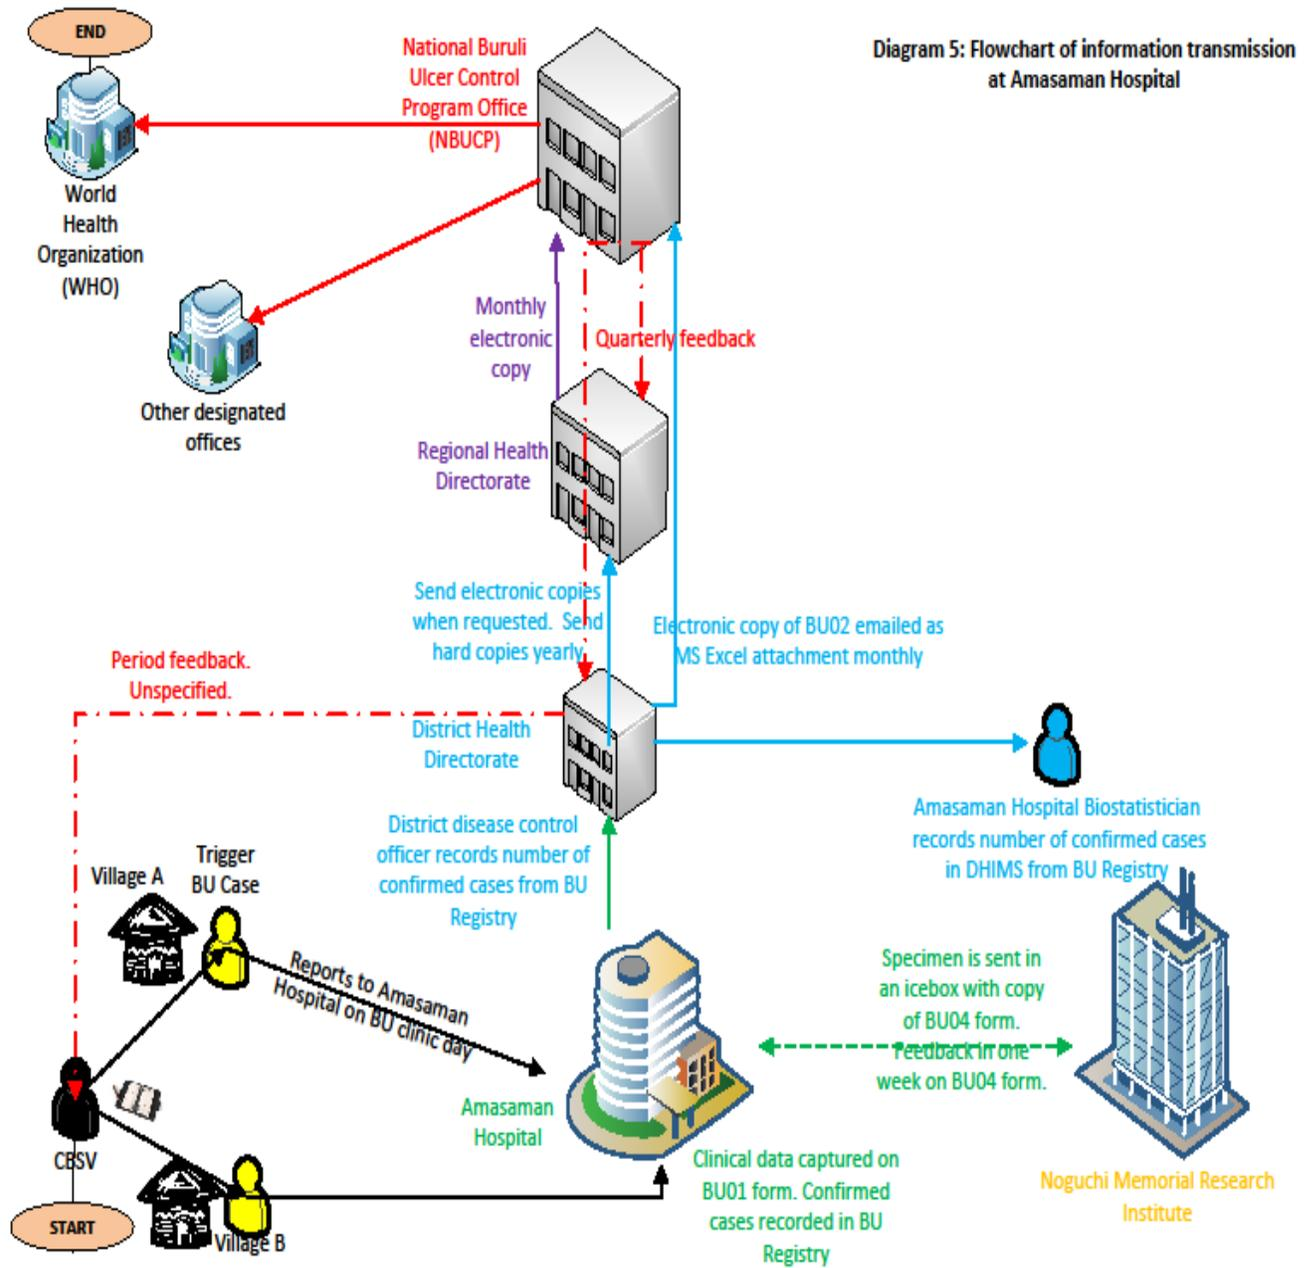 END
National Buruli
Ulcer Control
Program Office
(NBUCP)
Diagram 5: Flowchart of information transmission
at Amasaman Hospital
World
Health
Organization
(WHO)
Other designated
offices
Monthly
electronic
copy
Quarterly feedback
Regional Health
Directorate
Send electronic copies
when requested. Send
hard copies yearly
Electronic copy of BU02 emailed as
MS Excel attachment monthly
Period feedback.
Unspecified.
District Health
Directorate
District disease control
officer records number of
confirmed cases from BU
Registry
Amasaman Hospital Biostatistician
records number of confirmed cases
in DHIMS from BU Registry
Village A
Trigger
BU Case
Reports to Amasaman
Hospital on BU clinic day
Specimen is sent in
an icebox with copy
of BU04 form.
Feedback in one
week on BU04 form.
Amasaman
Hospital
CBSV
Clinical data captured on
BU01 form. Confirmed
cases recorded in BU
Registry
Noguchi Memorial Research
Institute
START
Village B